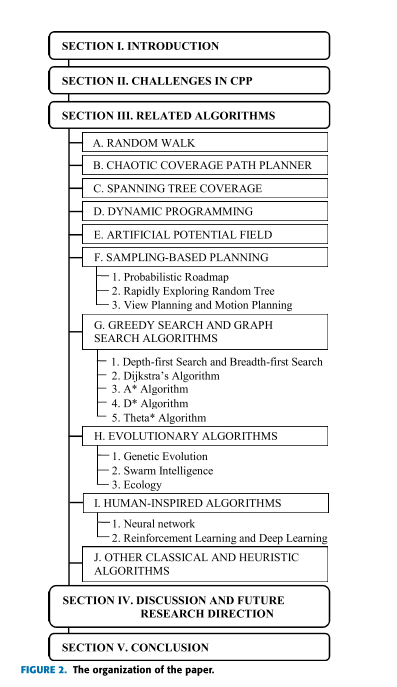 SECTION I. INTRODUCTION
SECTION II. CHALLENGES IN CPP
SECTION III. RELATED ALGORITHMS
A. RANDOM WALK
B. CHAOTIC COVERAGE PATH PLANNER
C. SPANNING TREE COVERAGE
D. DYNAMIC PROGRAMMING
E. ARTIFICIAL POTENTIAL FIELD
F. SAMPLING-BASED PLANNING
1. Probabilistic Roadmap
2. Rapidly Exploring Random Tree
3. View Planning and Motion Planning
G. GREEDY SEARCH AND GRAPH
SEARCH ALGORITHMS
1. Depth-first Search and Breadth-first Search
2. Dijkstra's Algorithm
3. A* Algorithm
4. D* Algorithm
5. Theta* Algorithm
H. EVOLUTIONARY ALGORITHMS
1. Genetic Evolution
2. Swarm Intelligence
3. Ecology
I. HUMAN-INSPIRED ALGORITHMS
1. Neural network
2. Reinforcement Learning and Deep Learning
J. OTHER CLASSICAL AND HEURISTIC
ALGORITHMS
SECTION IV. DISCUSSION AND FUTURE
RESEARCH DIRECTION
SECTION V. CONCLUSION
FIGURE 2. The organization of the paper.